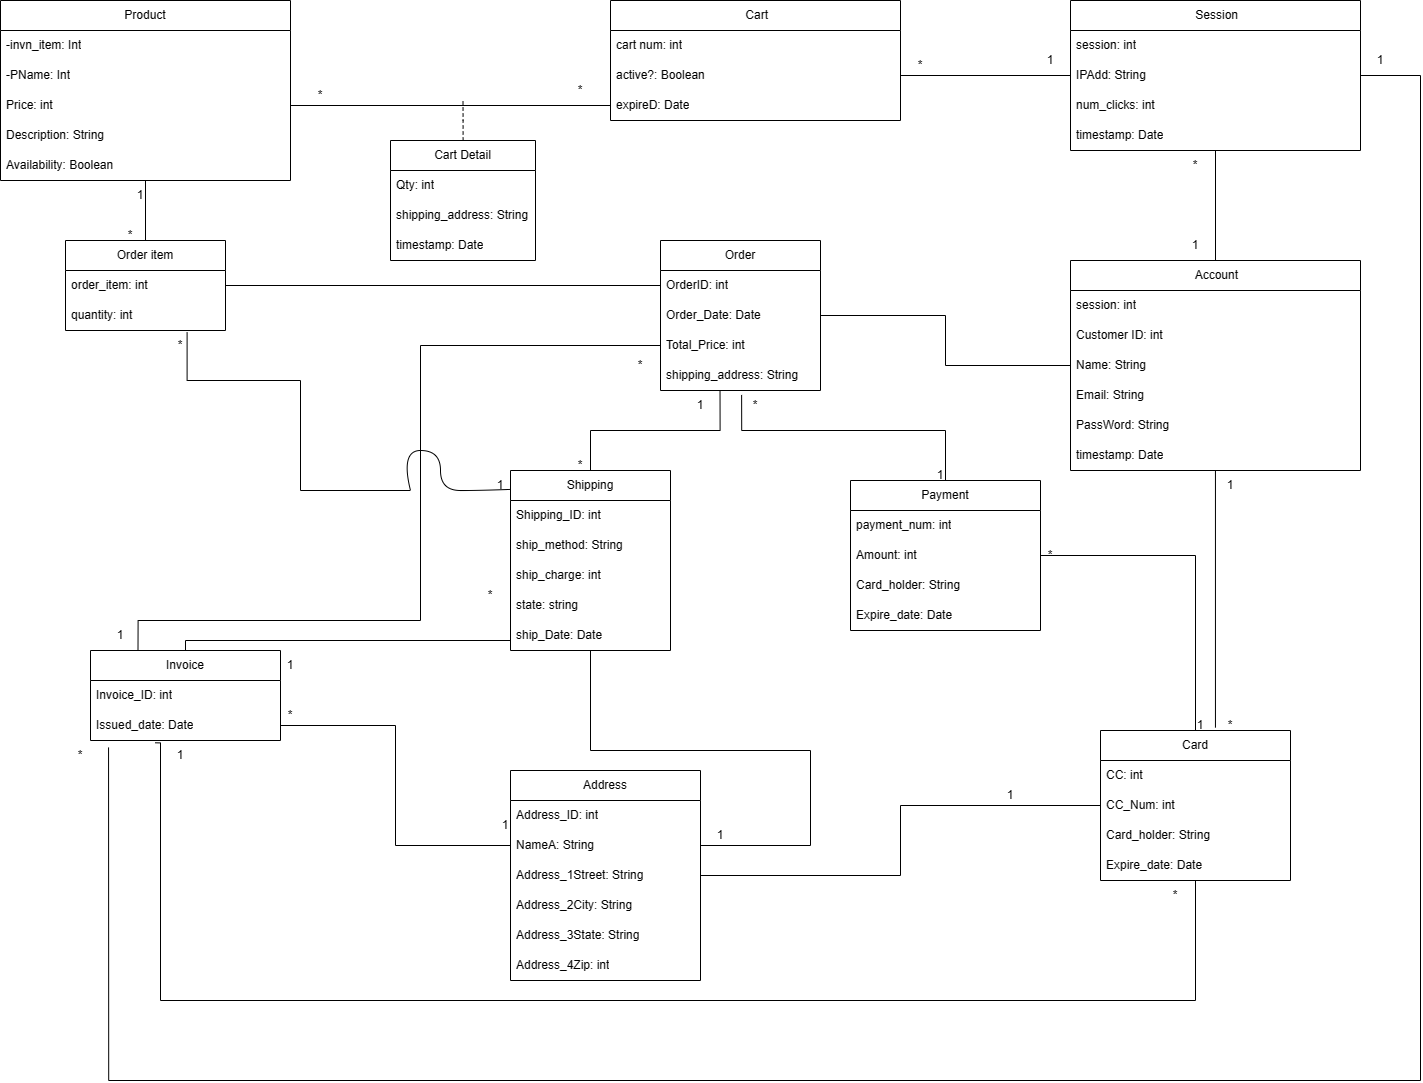 Product
-invn_item: Int
-PName: Int
Price: int
Description: String
Availability: Boolean
1
*
*
*
Cart
cart num: int
active?: Boolean
expireD: Date
*
1
Session
session: int
IPAdd: String
num_clicks: int
timestamp: Date
1
*
1
Cart Detail
Qty: int
shipping_address: String
timestamp: Date
Order item
order_item: int
quantity: int
*
Order
OrderID: int
Order_Date: Date
Total_Price: int
shipping_address: String
*
1
*
Account
session: int
Customer ID: int
Name: String
Email: String
PassWord: String
timestamp: Date
1
*
1
Shipping
Shipping_ID: int
ship_method: String
ship_charge: int
state: string
ship_Date: Date
*
1
Payment
payment_num: int
Amount: int
Card_holder: String
Expire_date: Date
*
1
Invoice
Invoice_ID: int
Issued_date: Date
1
*
*
1
1
*
Card
CC: int
CC_Num: int
Card_holder: String
Expire_date: Date
1
*
Address
Address_ID: int
NameA: String
Address_1Street: String
Address_2City: String
Address_3State: String
Address_4Zip: int
1
1